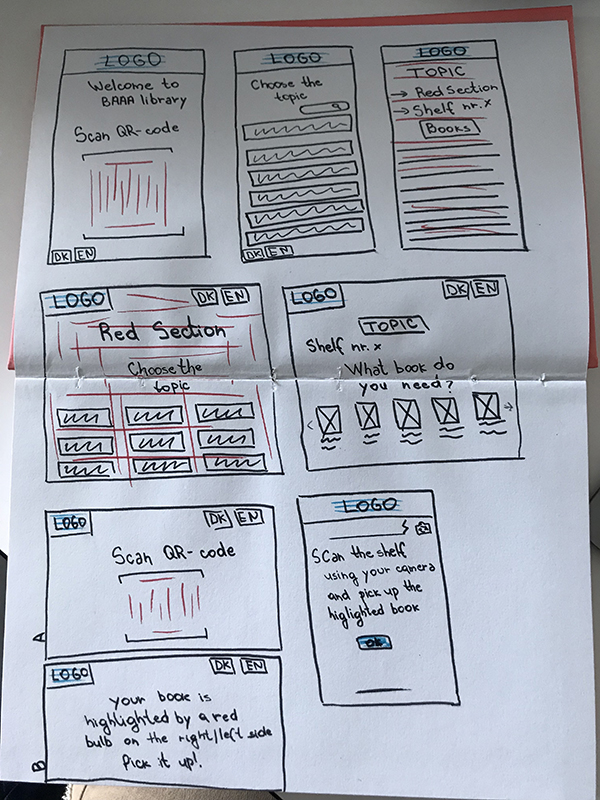 LOGO
Welcome to
BAAA library
Scan QR-code
DK EN
LOGO
Choose the
topic
DK EN
LOGO
TOPIC
→ Red Section
→ Shelf nr. x
Books
LOGO DK EN
Red Section
Choose the
topic
LOGO DK EN
TOPIC
Shelf nr. x
What book do
you need?
< >
A
LOGO DK EN
Scan QR-code
B
LOGO DK EN
your book is
highlighted by a red
bulb on the right/left side
Pick it up!
LOGO
SCan the shelf
using your camera
and pick up the
higlighted book
OK